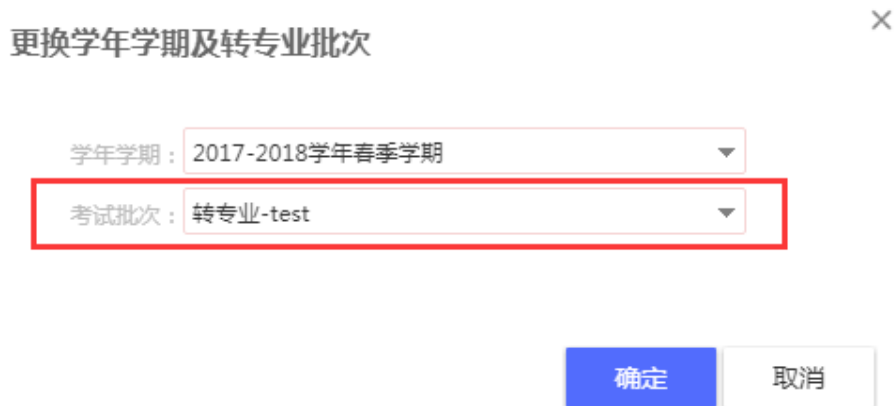 更换学年学期及转专业批次
学年学期：2017-2018学年春季学期
考试批次：转专业-test
确定 取消